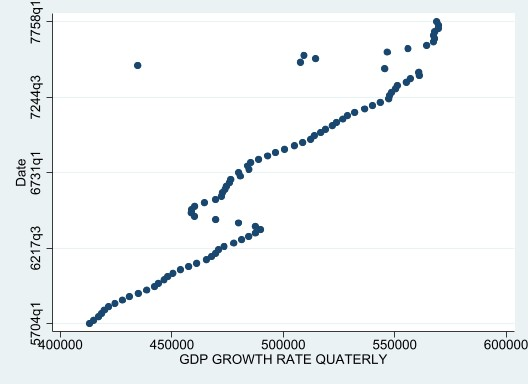 7758q1
7244q3
6731q1
6217q3
5704q1
Date
400000 450000 500000 550000 600000
GDP GROWTH RATE QUATERLY